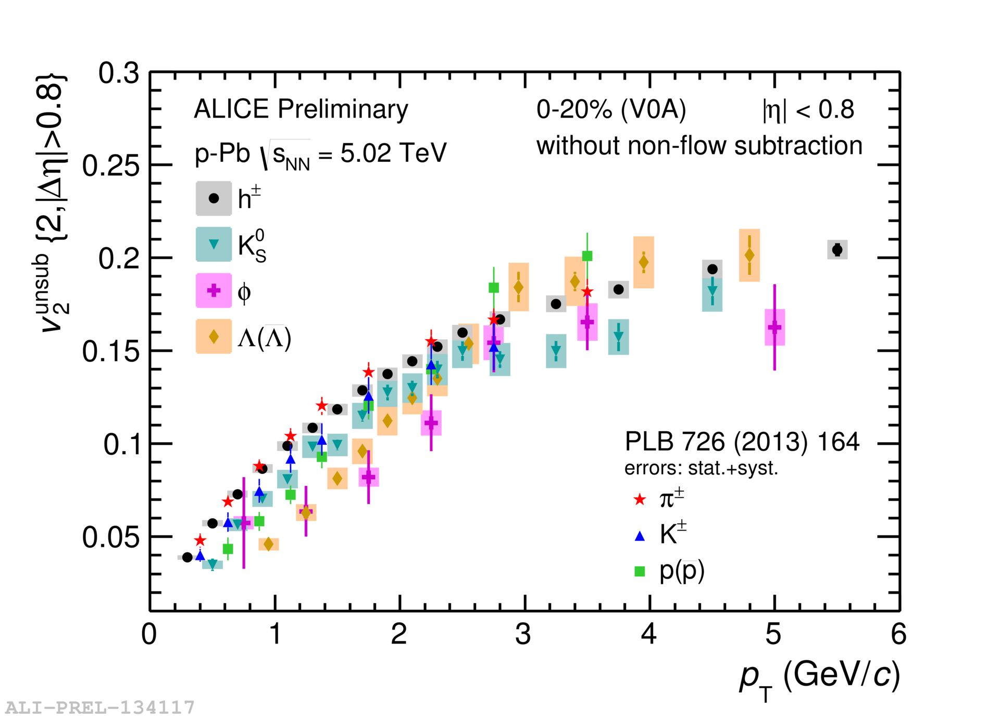 0.3
0.25
0.2
0.15
0.1
0.05
v₂ᵘⁿˢᵘᵇ {2,|Δη|>0.8}
ALICE Preliminary
p-Pb √sNN = 5.02 TeV
h±
K⁰S
ϕ
Λ(Λ̅)
0-20% (V0A) |η| < 0.8
without non-flow subtraction
PLB 726 (2013) 164
errors: stat.+syst.
π±
K±
p(p̅)
0 1 2 3 4 5 6
pT (GeV/c)
ALI-PREL-134117